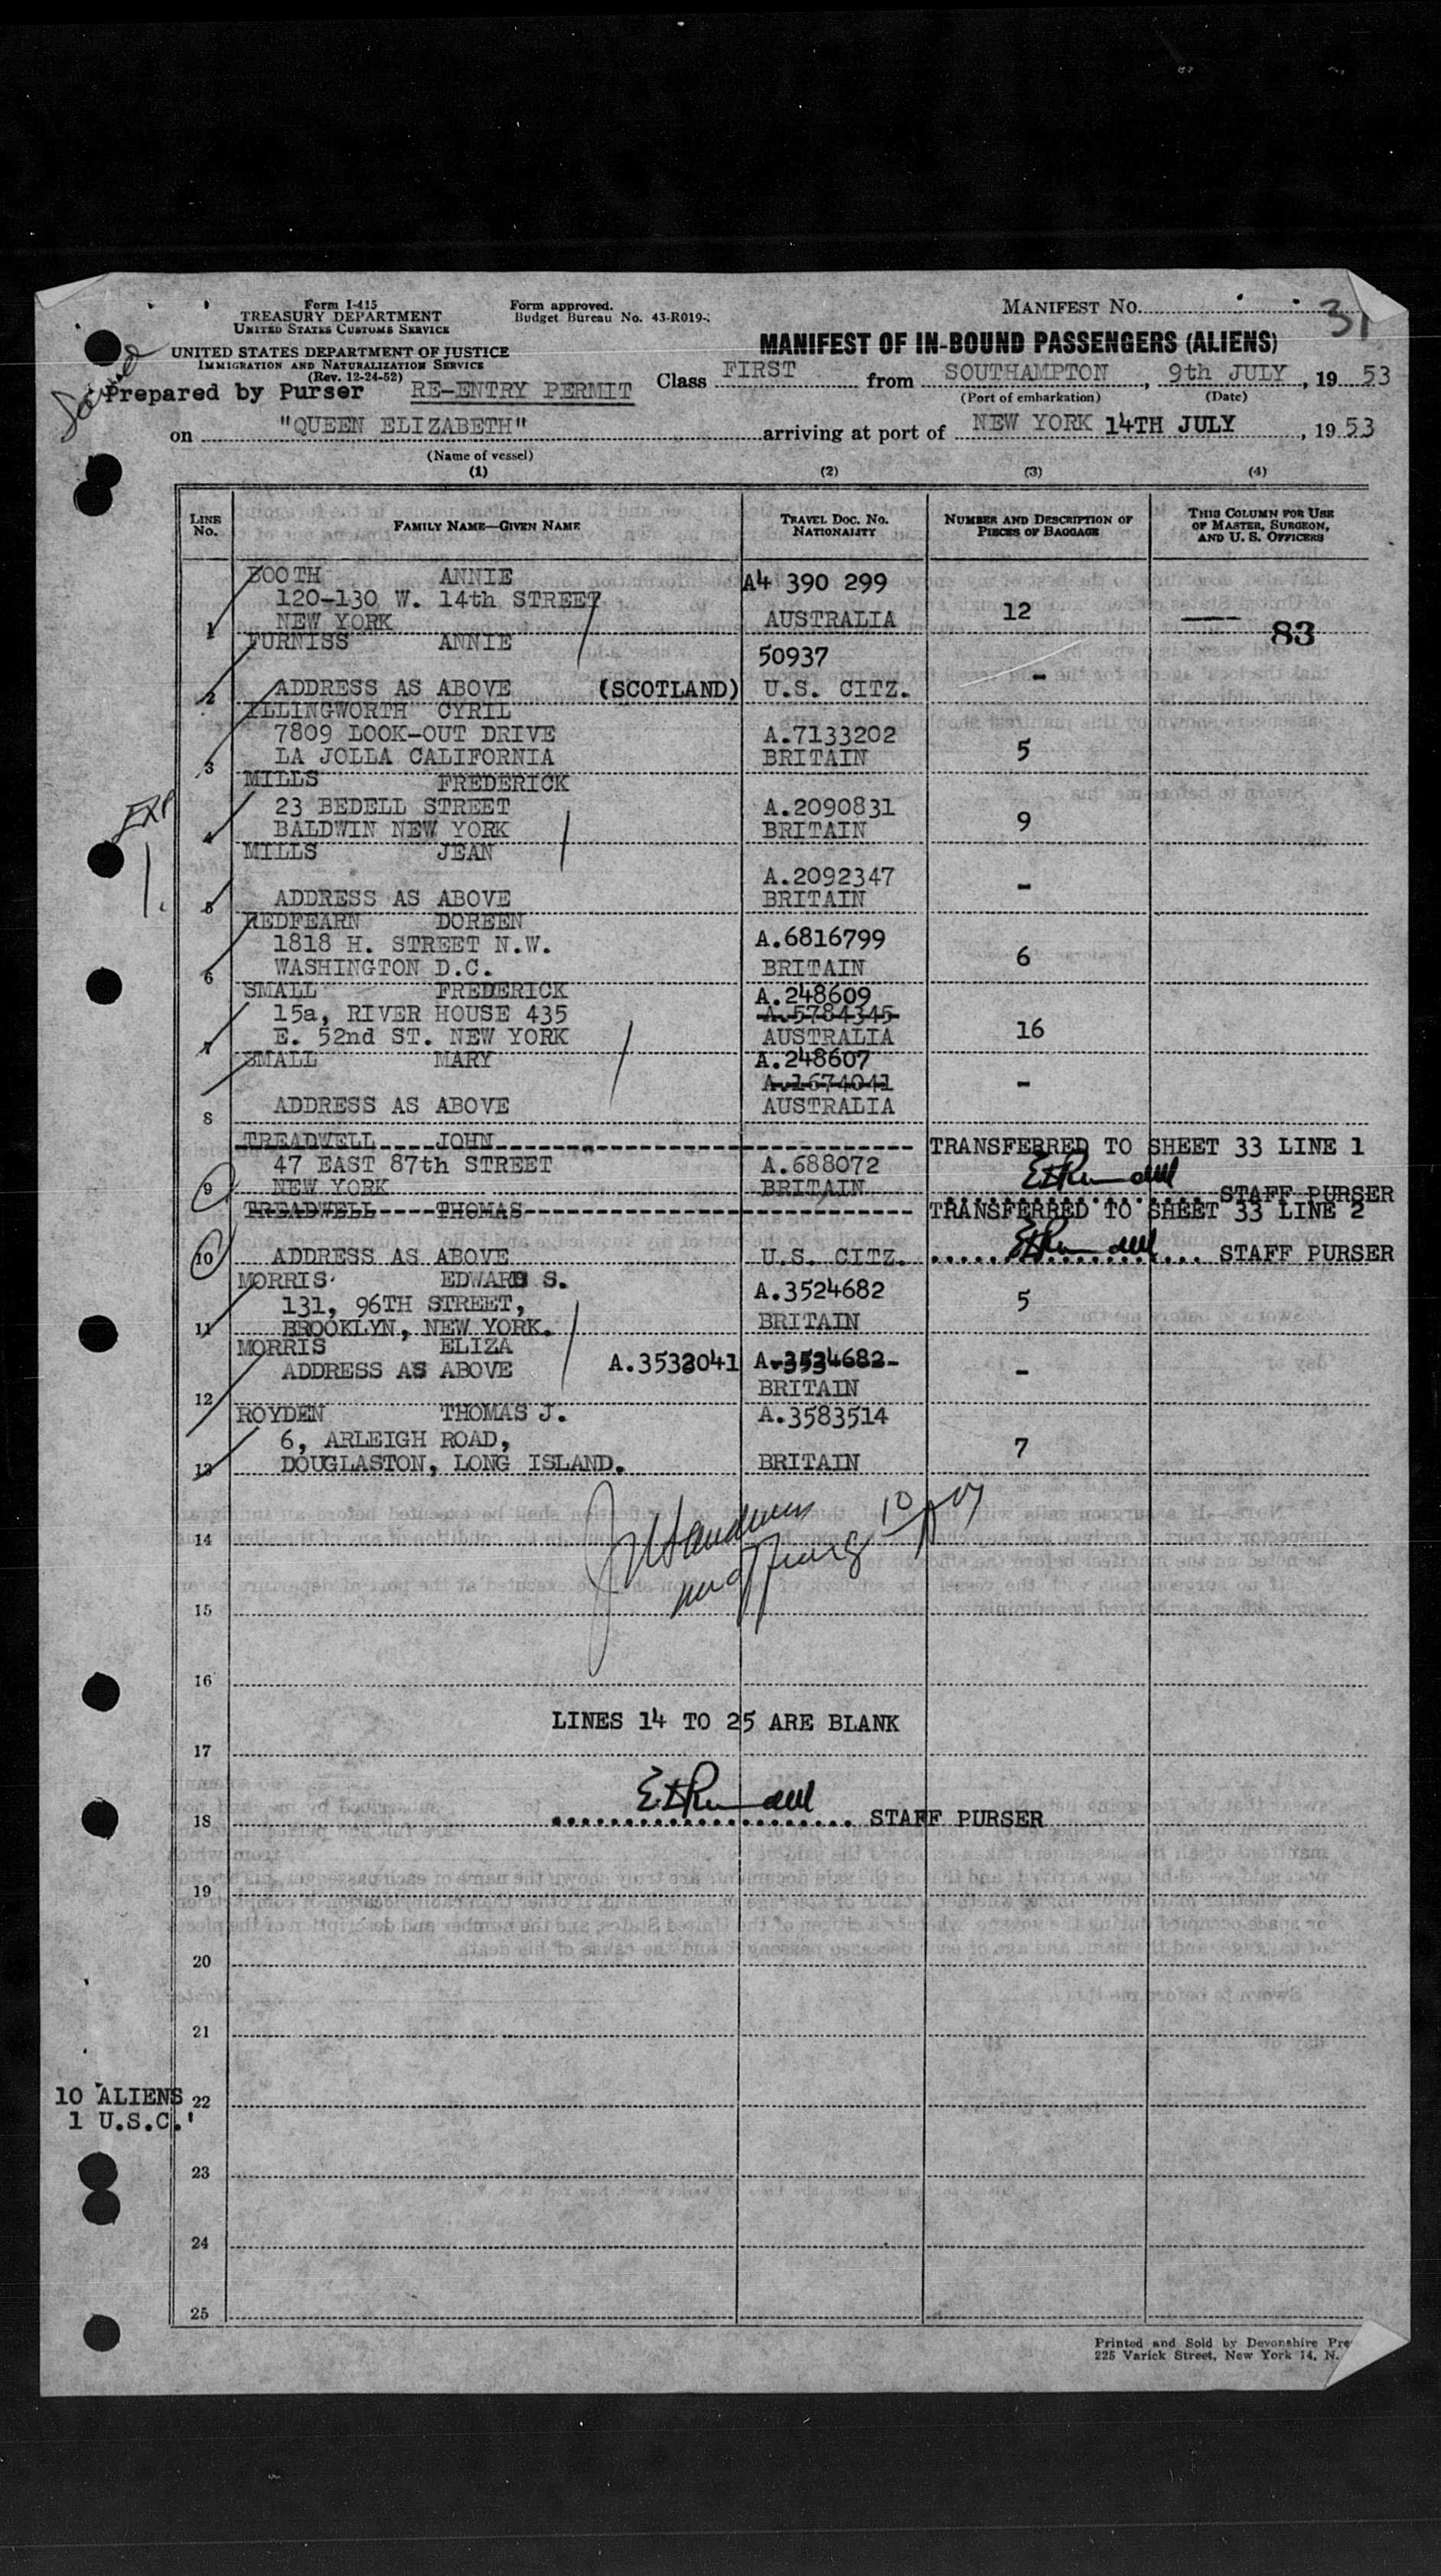 Form I-415
TREASURY DEPARTMENT
UNITED STATES CUSTOMS SERVICE
Form approved.
Budget Bureau No. 43-R019-
MANIFEST NO.
31
UNITED STATES DEPARTMENT OF JUSTICE
IMMIGRATION AND NATURALIZATION SERVICE
(Rev. 12-24-52)
MANIFEST OF IN-BOUND PASSENGERS (ALIENS)
Prepared by Purser RE-ENTRY PERMIT Class FIRST from SOUTHAMPTON, 9th JULY, 19 53
(Port of embarkation) (Date)
on "QUEEN ELIZABETH" arriving at port of NEW YORK 14TH JULY, 19 53
(Name of vessel)
(1) (2) (3) (4)
LINE NO. FAMILY NAME—GIVEN NAME TRAVEL DOC. NO. NATIONALITY NUMBER AND DESCRIPTION OF PIECES OF BAGGAGE THIS COLUMN FOR USE OF MASTER, SURGEON, AND U. S. OFFICERS
BOOTH ANNIE A4 390 299
120-130 W. 14th STREET
1 NEW YORK AUSTRALIA 12 — 83
FURNISS ANNIE 50937
2 ADDRESS AS ABOVE (SCOTLAND) U.S. CITZ. -
ILLINGWORTH CYRIL
7809 LOOK-OUT DRIVE A.7133202
3 LA JOLLA CALIFORNIA BRITAIN 5
MILLS FREDERICK
23 BEDELL STREET A.2090831
4 BALDWIN NEW YORK BRITAIN 9
EXP
MILLS JEAN
A.2092347
5 ADDRESS AS ABOVE BRITAIN -
REDFEARN DOREEN
1818 H. STREET N.W. A.6816799
6 WASHINGTON D.C. BRITAIN 6
SMALL FREDERICK A.248609
15a, RIVER HOUSE 435 A.5784345
7 E. 52nd ST. NEW YORK AUSTRALIA 16
SMALL MARY A.248607
A.1674041 -
8 ADDRESS AS ABOVE AUSTRALIA
TREADWELL----JOHN---------- TRANSFERRED TO SHEET 33 LINE 1
47 EAST 87th STREET A.688072
9 NEW YORK BRITAIN STAFF PURSER
TREADWELL----THOMAS---------- TRANSFERRED TO SHEET 33 LINE 2
10 ADDRESS AS ABOVE U.S. CITZ. STAFF PURSER
MORRIS EDWARD S. A.3524682
131, 96TH STREET, 5
11 BROOKLYN, NEW YORK. BRITAIN
MORRIS ELIZA
ADDRESS AS ABOVE A.3532041 A.3534682 -
12 BRITAIN
ROYDEN THOMAS J. A.3583514
6, ARLEIGH ROAD, 7
13 DOUGLASTON, LONG ISLAND. BRITAIN
14
15
16
LINES 14 TO 25 ARE BLANK
17
18 STAFF PURSER
19
20
21
10 ALIENS 22
1 U.S.C.
23
24
25
Printed and Sold by Devonshire
225 Varick Street, New York 14, N.